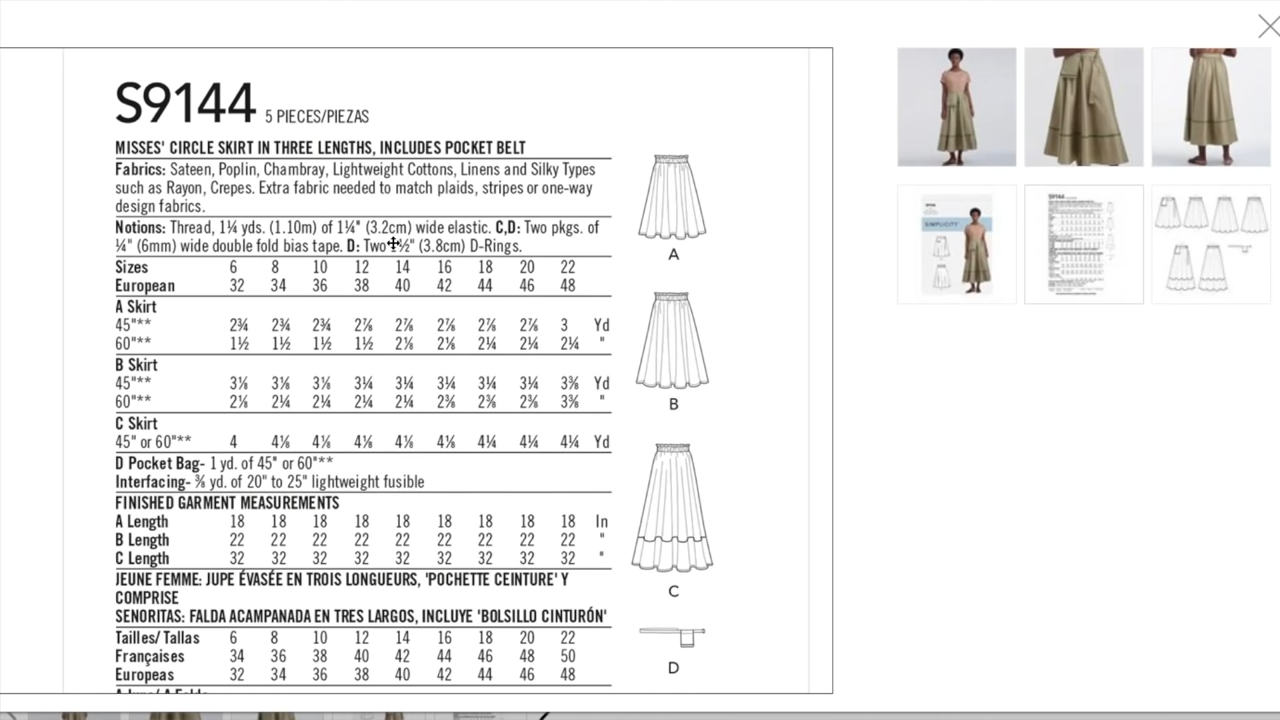 S9144 5 PIECES/PIEZAS
MISSES' CIRCLE SKIRT IN THREE LENGTHS, INCLUDES POCKET BELT
Fabrics: Sateen, Poplin, Chambray, Lightweight Cottons, Linens and Silky Types
such as Rayon, Crepes. Extra fabric needed to match plaids, stripes or one-way
design fabrics.
Notions: Thread, 1¼ yds. (1.10m) of 1¼" (3.2cm) wide elastic. C,D: Two pkgs. of
¼" (6mm) wide double fold bias tape. D: Two ½" (3.8cm) D-Rings.
Sizes 6 8 10 12 14 16 18 20 22
European 32 34 36 38 40 42 44 46 48
A Skirt
45"** 2¾ 2¾ 2¾ 2⅞ 2⅞ 2⅞ 2⅞ 2⅞ 3 Yd
60"** 1½ 1½ 1½ 1½ 2⅛ 2⅛ 2¼ 2¼ 2¼ "
B Skirt
45"** 3⅛ 3⅛ 3⅛ 3¼ 3¼ 3¼ 3¼ 3¼ 3⅜ Yd
60"** 2⅛ 2¼ 2¼ 2¼ 2¼ 2⅜ 2⅜ 2⅜ 3⅜ "
C Skirt
45" or 60"** 4 4⅛ 4⅛ 4⅛ 4⅛ 4⅛ 4¼ 4¼ 4¼ Yd
D Pocket Bag- 1 yd. of 45" or 60"**
Interfacing- ⅜ yd. of 20" to 25" lightweight fusible
FINISHED GARMENT MEASUREMENTS
A Length 18 18 18 18 18 18 18 18 18 In
B Length 22 22 22 22 22 22 22 22 22 "
C Length 32 32 32 32 32 32 32 32 32 "
JEUNE FEMME: JUPE ÉVASÉE EN TROIS LONGUEURS, 'POCHETTE CEINTURE' Y
COMPRISE
SENORITAS: FALDA ACAMPANADA EN TRES LARGOS, INCLUYE 'BOLSILLO CINTURÓN'
Tailles/ Tallas 6 8 10 12 14 16 18 20 22
Françaises 34 36 38 40 42 44 46 48 50
Europeas 32 34 36 38 40 42 44 46 48
A
B
C
D
SIMPLICITY
S9144